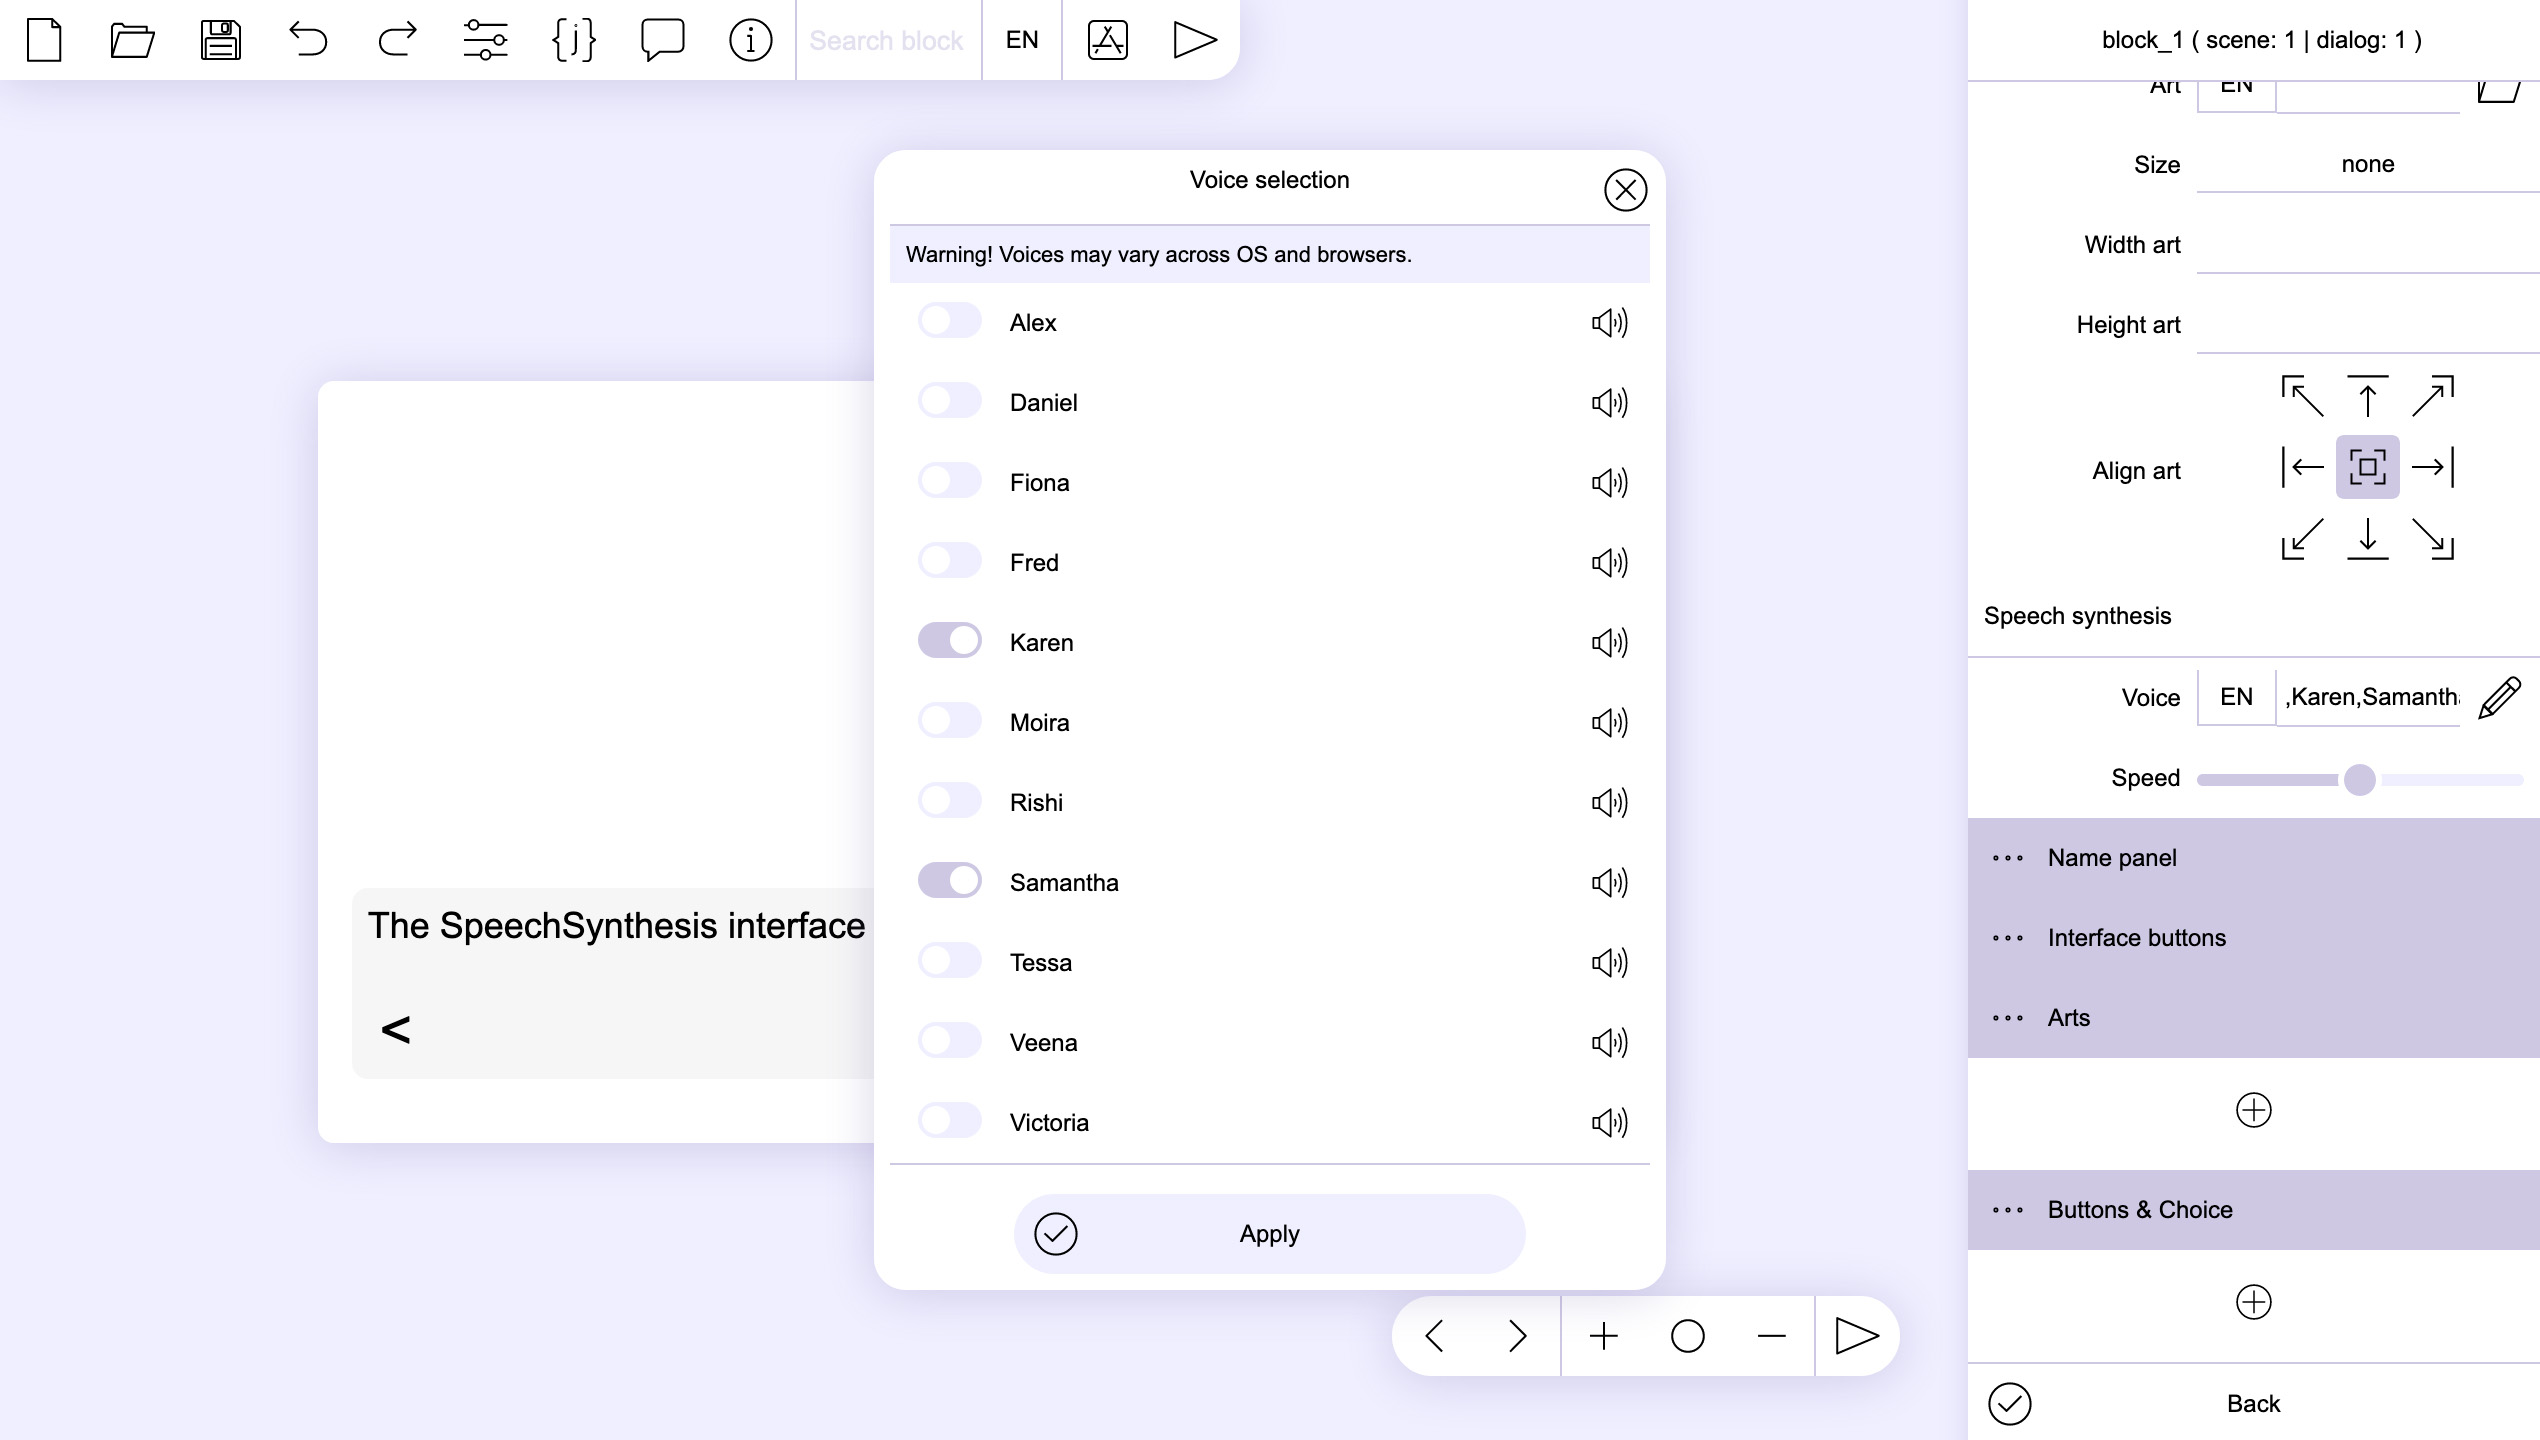 {j}
Search block
EN
block_1 ( scene: 1 | dialog: 1 )
Voice selection
Warning! Voices may vary across OS and browsers.
Alex
Daniel
Fiona
Fred
Karen
Moira
Rishi
Samantha
Tessa
Veena
Victoria
Apply
The SpeechSynthesis interface
<
Art EN
Size none
Width art
Height art
Align art
Speech synthesis
Voice EN ,Karen,Samantha
Speed
Name panel
Interface buttons
Arts
Buttons & Choice
Back